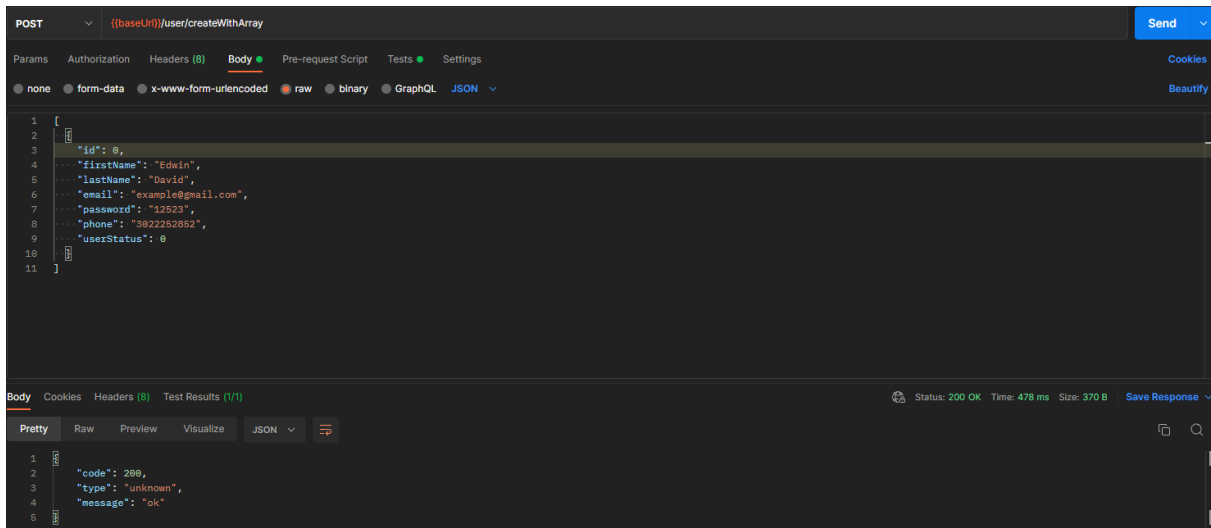 POST {{baseUrl}}/user/createWithArray Send
Params Authorization Headers (8) Body Pre-request Script Tests Settings Cookies
none form-data x-www-form-urlencoded raw binary GraphQL JSON Beautify
1 [
2 {
3 "id": 0,
4 "firstName": "Edwin",
5 "lastName": "David",
6 "email": "example@gmail.com",
7 "password": "12523",
8 "phone": "3022252852",
9 "userStatus": 0
10 }
11 ]
Body Cookies Headers (8) Test Results (1/1) Status: 200 OK Time: 478 ms Size: 370 B Save Response
Pretty Raw Preview Visualize JSON
1 {
2 "code": 200,
3 "type": "unknown",
4 "message": "ok"
5 }